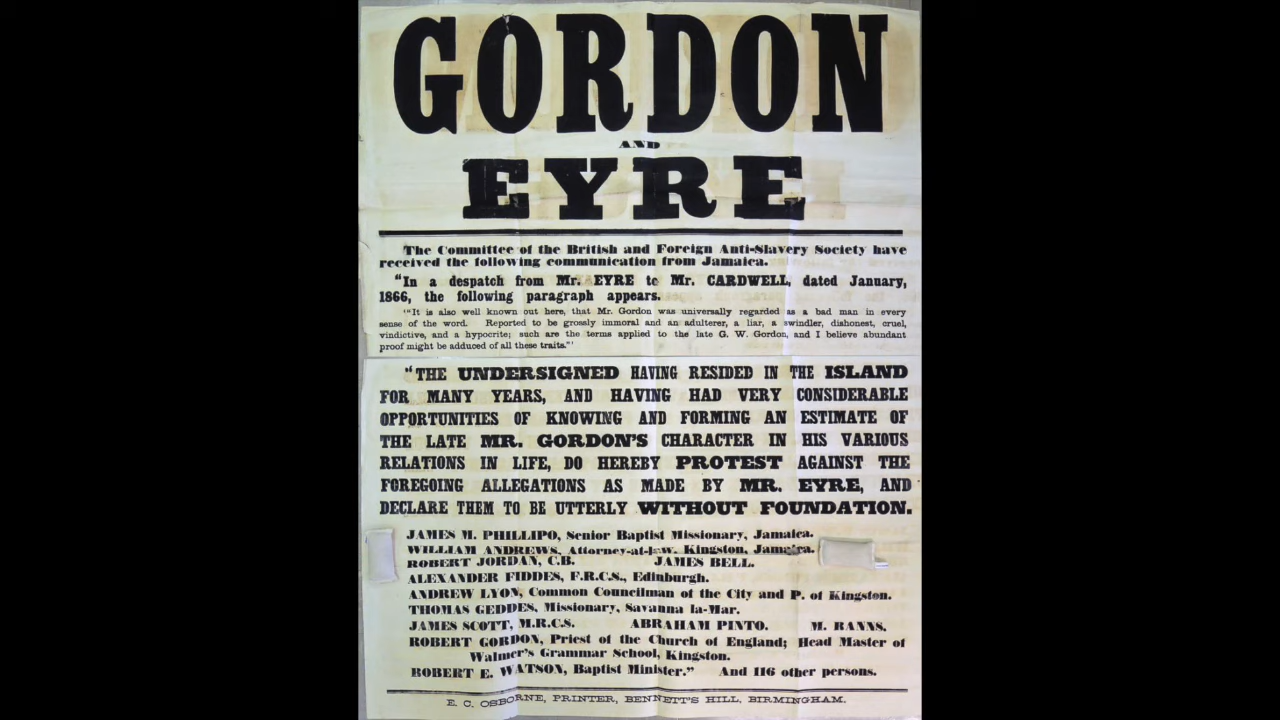 GORDON
AND
EYRE
The Committee of the British and Foreign Anti-Slavery Society have
received the following communication from Jamaica.
"In a despatch from Mr. EYRE to Mr. CARDWELL, dated January,
1866, the following paragraph appears.
'"It is also well known out here, that Mr. Gordon was universally regarded as a bad man in every
sense of the word. Reported to be grossly immoral and an adulterer, a liar, a swindler, dishonest, cruel,
vindictive, and a hypocrite; such are the terms applied to the late G. W. Gordon, and I believe abundant
proof might be adduced of all these traits."'
"THE UNDERSIGNED HAVING RESIDED IN THE ISLAND
FOR MANY YEARS, AND HAVING HAD VERY CONSIDERABLE
OPPORTUNITIES OF KNOWING AND FORMING AN ESTIMATE OF
THE LATE MR. GORDON'S CHARACTER IN HIS VARIOUS
RELATIONS IN LIFE, DO HEREBY PROTEST AGAINST THE
FOREGOING ALLEGATIONS AS MADE BY MR. EYRE, AND
DECLARE THEM TO BE UTTERLY WITHOUT FOUNDATION.
JAMES M. PHILLIPO, Senior Baptist Missionary, Jamaica.
WILLIAM ANDREWS, Attorney-at-law. Kingston, Jamaica.
ROBERT JORDAN, C.B. JAMES BELL.
ALEXANDER FIDDES, F.R.C.S., Edinburgh.
ANDREW LYON, Common Councilman of the City and P. of Kingston.
THOMAS GEDDES, Missionary, Savanna la-Mar.
JAMES SCOTT, M.R.C.S. ABRAHAM PINTO. M. BANNS.
ROBERT GORDON, Priest of the Church of England; Head Master of
Walmer's Grammar School, Kingston.
ROBERT E. WATSON, Baptist Minister." And 116 other persons.
E. C. OSBORNE, PRINTER, BENNETT'S HILL, BIRMINGHAM.